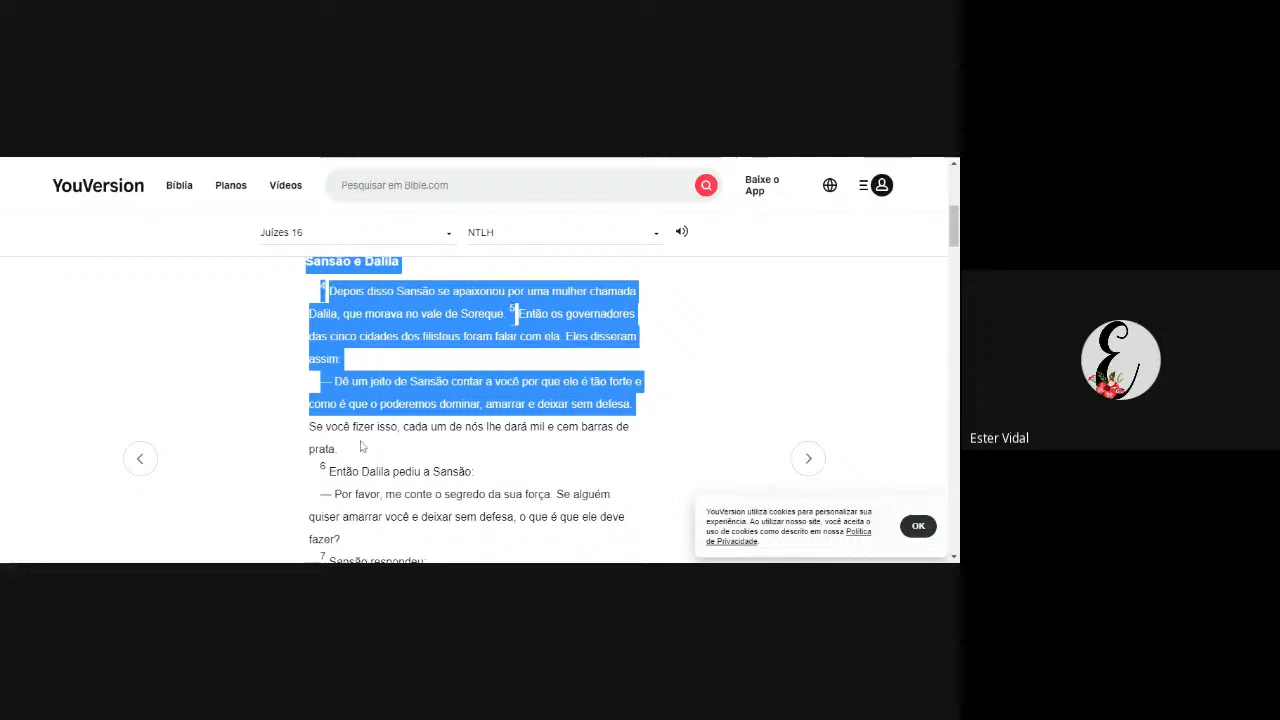 YouVersion
Bíblia
Planos
Vídeos
Pesquisar em Bible.com
Baixe o
App
Juízes 16
NTLH
Sansão e Dalila
4 Depois disso Sansão se apaixonou por uma mulher chamada
Dalila, que morava no vale de Soreque. 5 Então os governadores
das cinco cidades dos filisteus foram falar com ela. Eles disseram
assim:
— Dê um jeito de Sansão contar a você por que ele é tão forte e
como é que o poderemos dominar, amarrar e deixar sem defesa.
Se você fizer isso, cada um de nós lhe dará mil e cem barras de
prata.
6 Então Dalila pediu a Sansão:
— Por favor, me conte o segredo da sua força. Se alguém
quiser amarrar você e deixar sem defesa, o que é que ele deve
fazer?
7 Sansão respondeu:
YouVersion utiliza cookies para personalizar sua
experiência. Ao utilizar nosso site, você aceita o
uso de cookies como descrito em nossa Política
de Privacidade.
OK
E
Ester Vidal